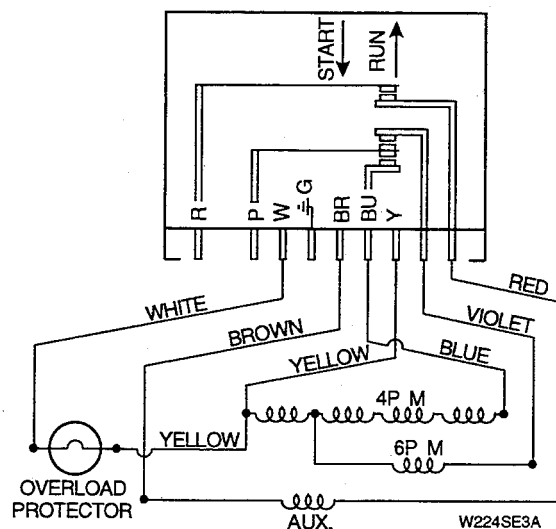 START
RUN
R
P
W
G
BR
BU
Y
RED
WHITE
VIOLET
BROWN
YELLOW
BLUE
4P M
YELLOW
6P M
OVERLOAD
PROTECTOR
AUX.
W224SE3A